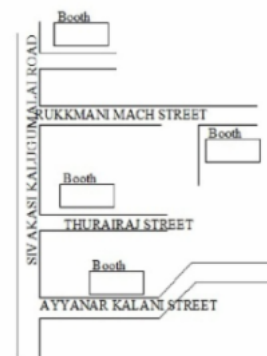 Booth
SIVAKASI KALUGUMALAI ROAD
RUKKMANI MACH STREET
Booth
Booth
THURAIRAJ STREET
Booth
AYYANAR KALANI STREET